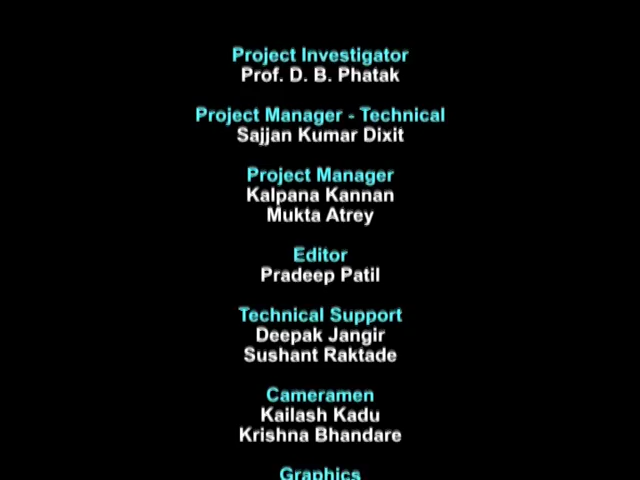 Project Investigator
Prof. D. B. Phatak
Project Manager - Technical
Sajjan Kumar Dixit
Project Manager
Kalpana Kannan
Mukta Atrey
Editor
Pradeep Patil
Technical Support
Deepak Jangir
Sushant Raktade
Cameramen
Kailash Kadu
Krishna Bhandare
Graphics